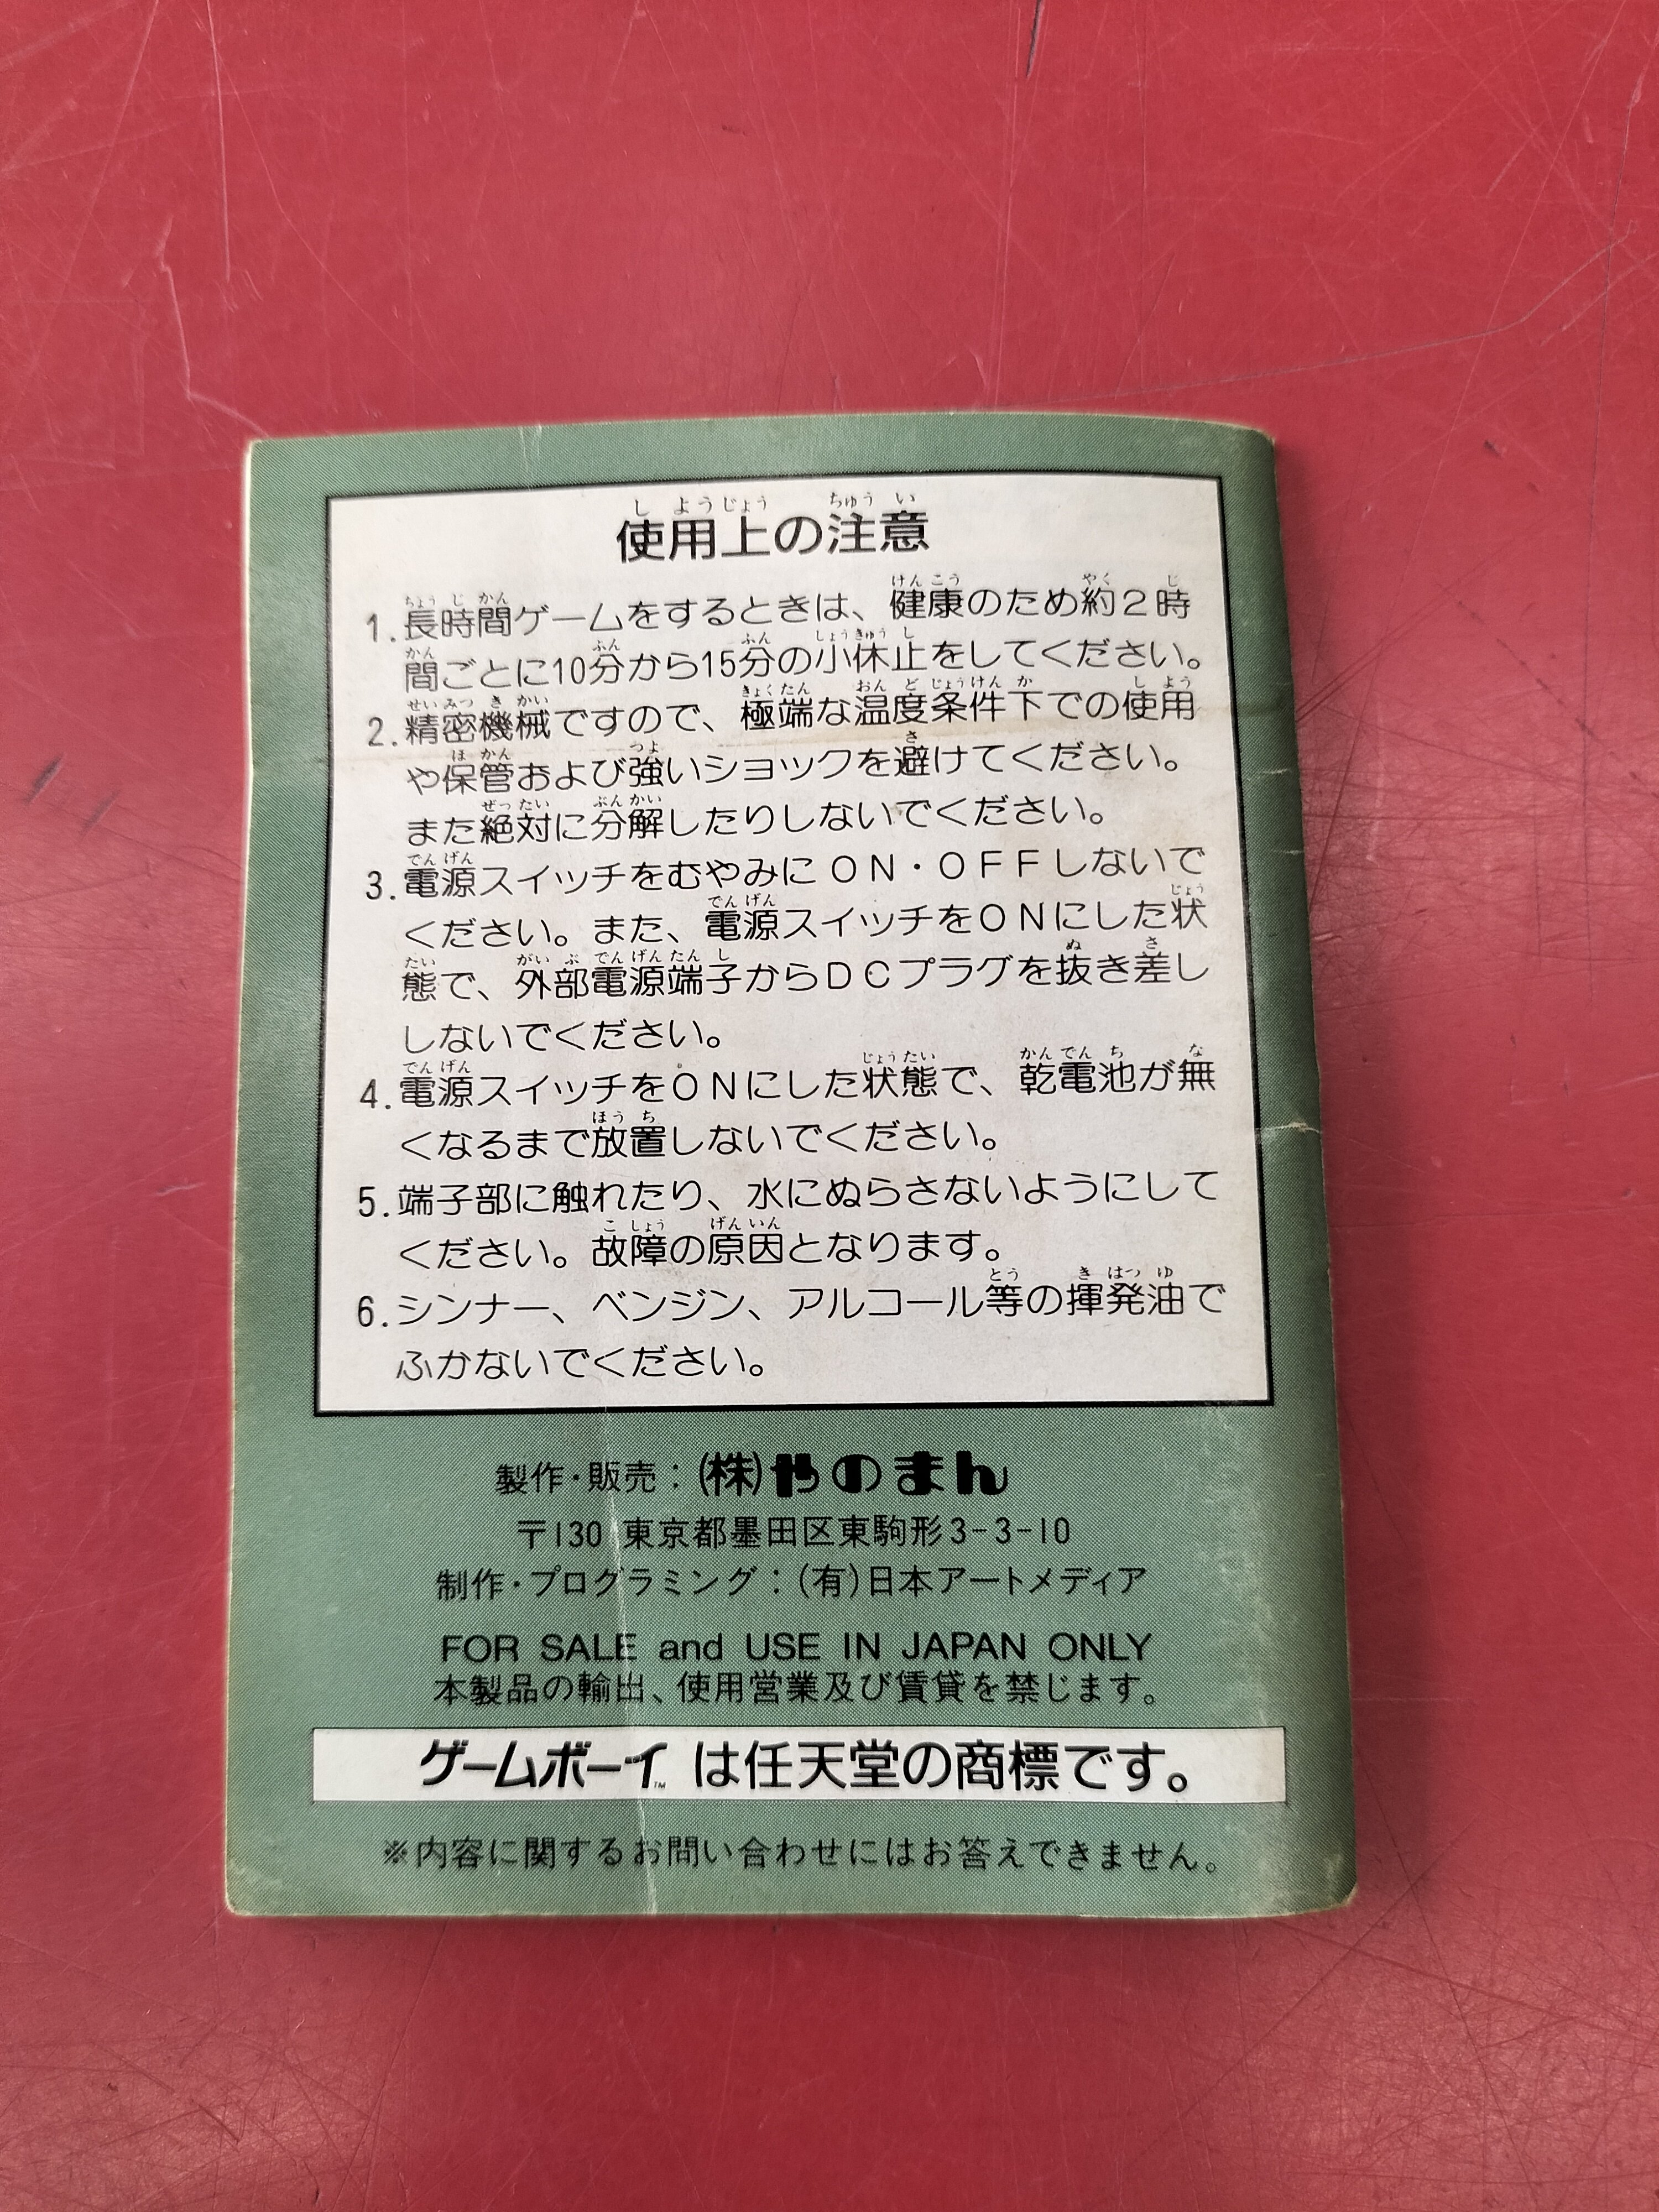 使用上の注意
1.長時間ゲームをするときは、健康のため約2時
間ごとに10分から15分の小休止をしてください。
2.精密機械ですので、極端な温度条件下での使用
や保管および強いショックを避けてください。
また絶対に分解したりしないでください。
3.電源スイッチをむやみにON・OFFしないで
ください。また、電源スイッチをONにした状
態で、外部電源端子からDCプラグを抜き差し
しないでください。
4.電源スイッチをONにした状態で、乾電池が無
くなるまで放置しないでください。
5.端子部に触れたり、水にぬらさないようにして
ください。故障の原因となります。
6.シンナー、ベンジン、アルコール等の揮発油で
ふかないでください。
製作・販売:(株)やのまん
〒130 東京都墨田区東駒形3-3-10
制作・プログラミング:(有)日本アートメディア
FOR SALE and USE IN JAPAN ONLY
本製品の輸出、使用営業及び賃貸を禁じます。
ゲームボーイ™ は任天堂の商標です。
※内容に関するお問い合わせにはお答えできません。